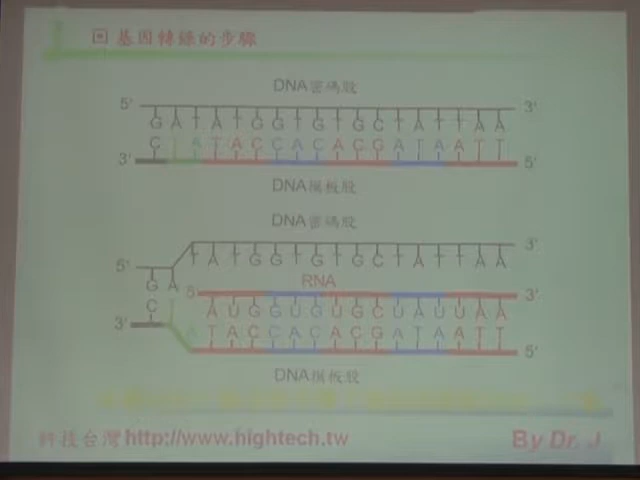 基因轉錄的步驟
DNA密碼股
5' 3'
G A T A T G G T G T G C T A T T A A
C T A T A C C A C A C G A T A A T T
3' 5'
DNA模板股
DNA密碼股
3'
T A T G G T G T G C T A T T A A
5'
G A
RNA
5 3'
A U G G U G U G C U A U U A A
C T
3'
A T A C C A C A C G A T A A T T
5'
DNA模板股
科技台灣 http://www.hightech.tw By Dr. J